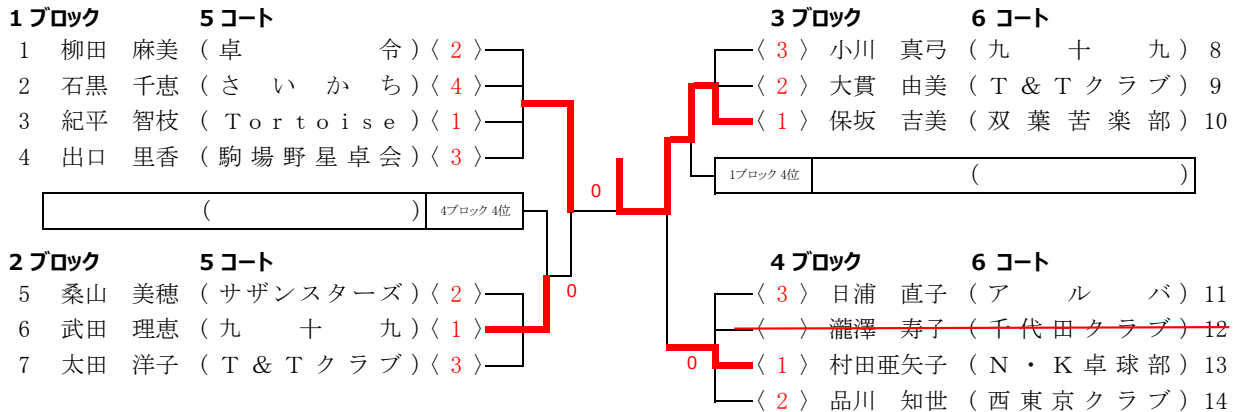 1 ブロック 5 コート
1 柳田 麻美 ( 卓 令 ) 〈 2 〉
2 石黒 千恵 ( さ い か ち ) 〈 4 〉
3 紀平 智枝 ( T o r t o i s e ) 〈 1 〉
4 出口 里香 ( 駒 場 野 星 卓 会 ) 〈 3 〉
( ) 4ブロック 4位
2 ブロック 5 コート
5 桑山 美穂 ( サ ザ ン ス タ ー ズ ) 〈 2 〉
6 武田 理恵 ( 九 十 九 ) 〈 1 〉
7 太田 洋子 ( T & T ク ラ ブ ) 〈 3 〉
0
0
3 ブロック 6 コート
〈 3 〉 小川 真弓 ( 九 十 九 ) 8
〈 2 〉 大貫 由美 ( T & T ク ラ ブ ) 9
〈 1 〉 保坂 吉美 ( 双 葉 苦 楽 部 ) 10
1ブロック 4位 ( )
4 ブロック 6 コート
〈 3 〉 日浦 直子 ( ア ル バ ) 11
〈 〉 瀧澤 寿子 ( 千 代 田 ク ラ ブ ) 12
0 〈 1 〉 村田亜矢子 ( N ・ K 卓 球 部 ) 13
〈 2 〉 品川 知世 ( 西 東 京 ク ラ ブ ) 14